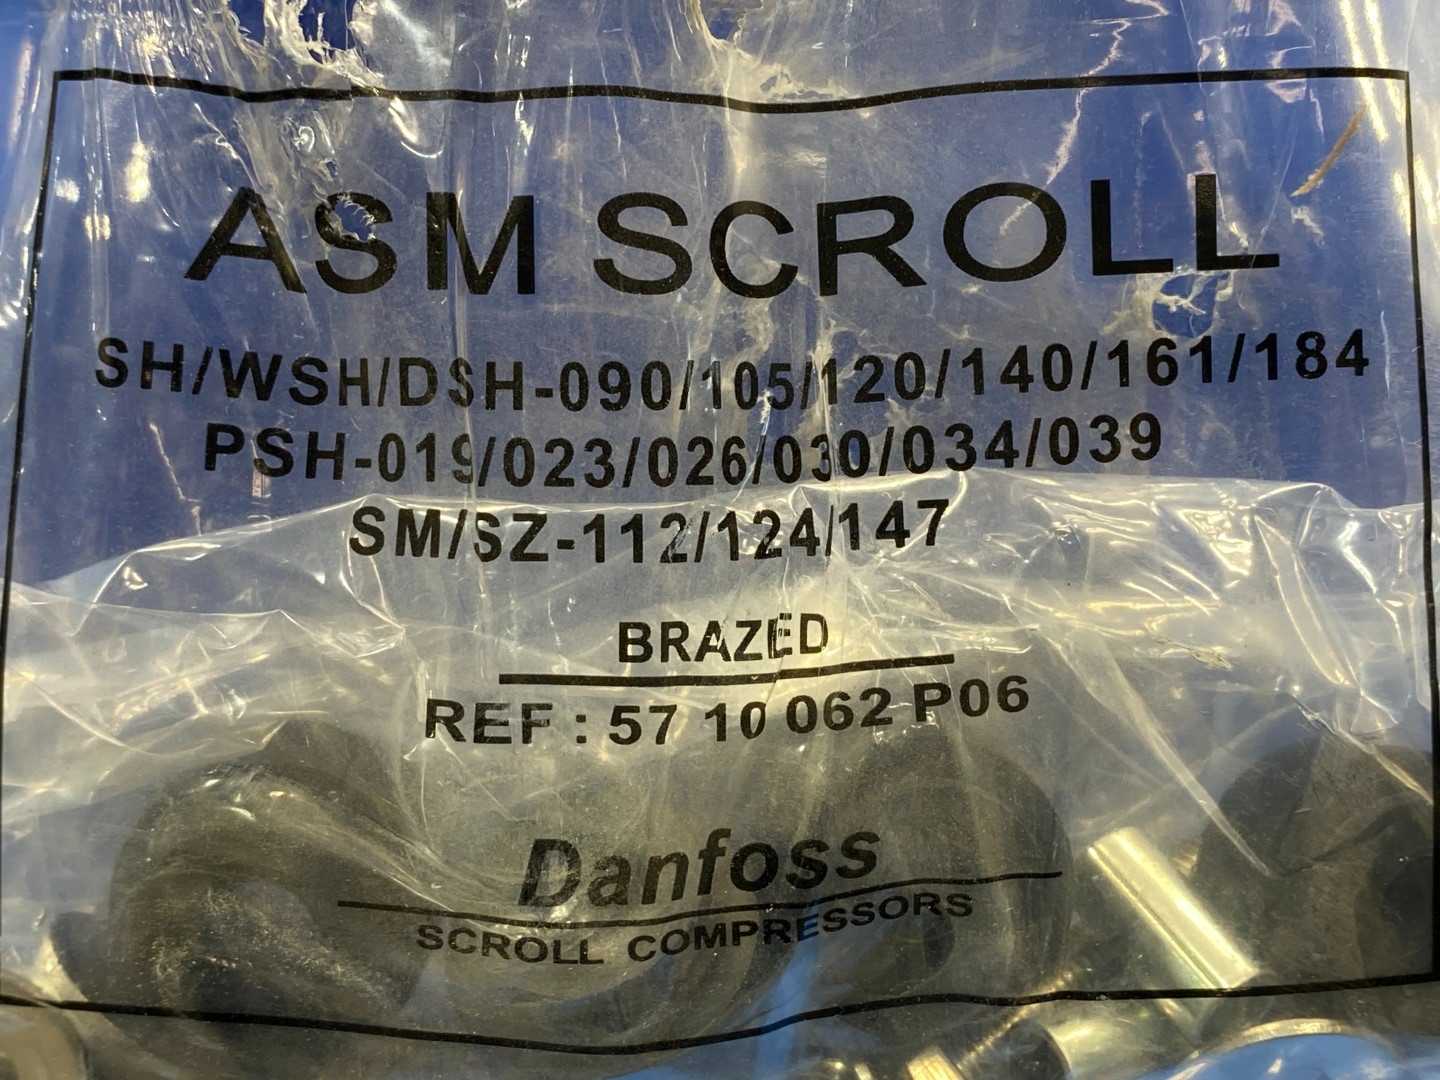 ASM SCROLL
SH/WSH/DSH-090/105/120/140/161/184
PSH-019/023/026/030/034/039
SM/SZ-112/124/147
BRAZED
REF : 57 10 062 P06
Danfoss
SCROLL COMPRESSORS